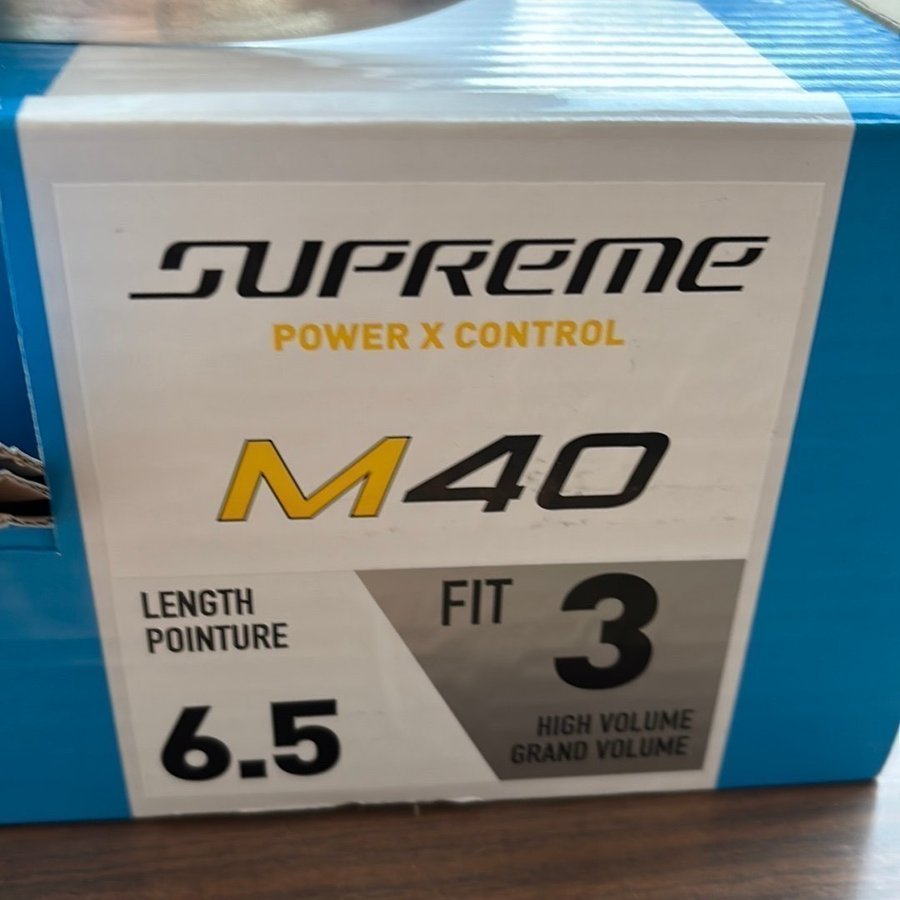 SUPREME
POWER X CONTROL
M40
LENGTH
POINTURE
6.5
FIT 3
HIGH VOLUME
GRAND VOLUME